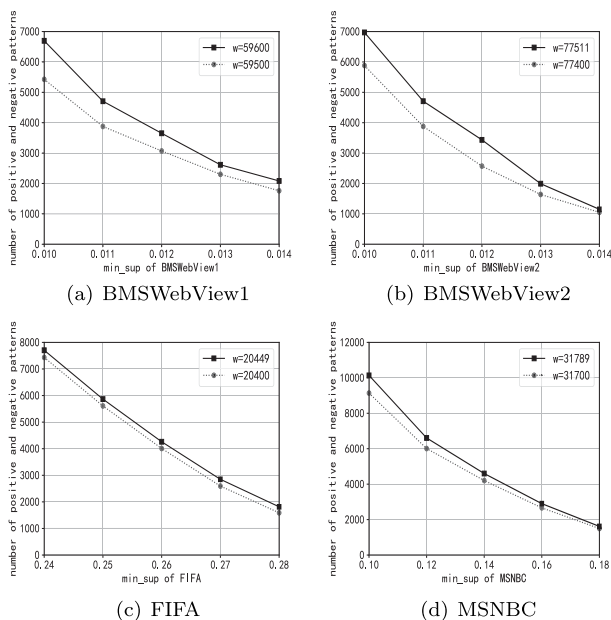 number of positive and negative patterns
7000
6000
5000
4000
3000
2000
1000
0
w=59600
w=59500
0.010 0.011 0.012 0.013 0.014
min_sup of BMSWebView1
(a) BMSWebView1
number of positive and negative patterns
7000
6000
5000
4000
3000
2000
1000
0
w=77511
w=77400
0.010 0.011 0.012 0.013 0.014
min_sup of BMSWebView2
(b) BMSWebView2
number of positive and negative patterns
8000
7000
6000
5000
4000
3000
2000
1000
0
w=20449
w=20400
0.24 0.25 0.26 0.27 0.28
min_sup of FIFA
(c) FIFA
number of positive and negative patterns
12000
10000
8000
6000
4000
2000
0
w=31789
w=31700
0.10 0.12 0.14 0.16 0.18
min_sup of MSNBC
(d) MSNBC